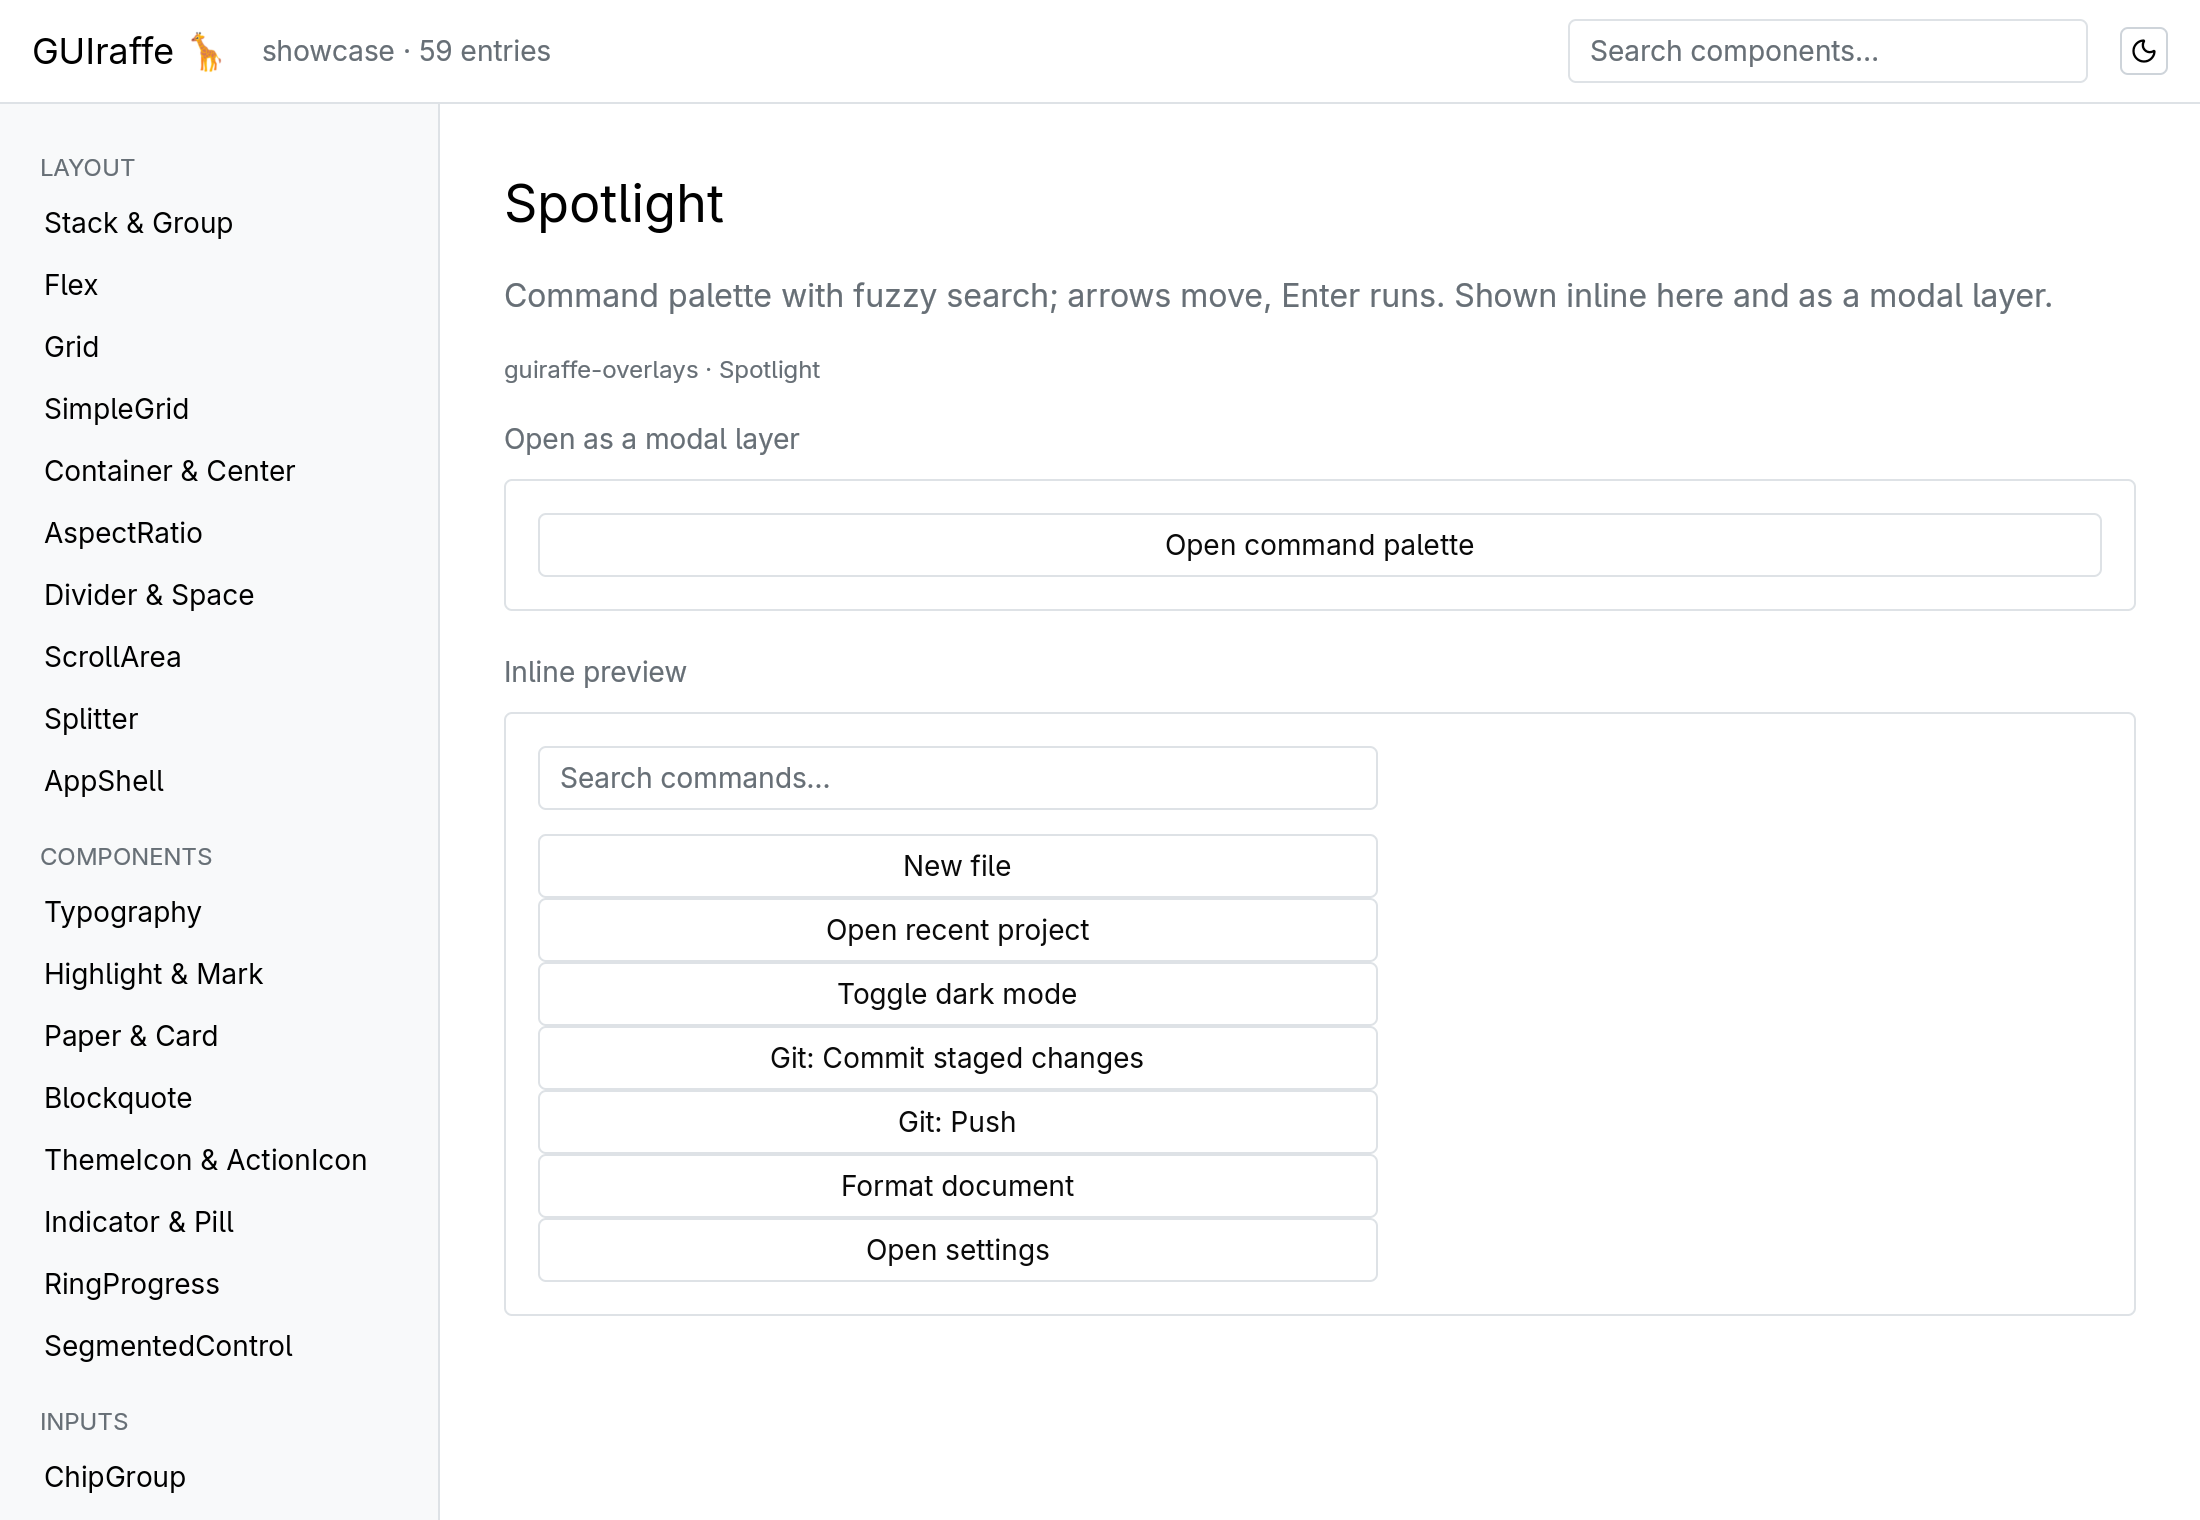 GUIraffe 🦒 showcase · 59 entries
Search components...
LAYOUT
Stack & Group
Flex
Grid
SimpleGrid
Container & Center
AspectRatio
Divider & Space
ScrollArea
Splitter
AppShell
COMPONENTS
Typography
Highlight & Mark
Paper & Card
Blockquote
ThemeIcon & ActionIcon
Indicator & Pill
RingProgress
SegmentedControl
INPUTS
ChipGroup
Spotlight
Command palette with fuzzy search; arrows move, Enter runs. Shown inline here and as a modal layer.
guiraffe-overlays · Spotlight
Open as a modal layer
Open command palette
Inline preview
Search commands...
New file
Open recent project
Toggle dark mode
Git: Commit staged changes
Git: Push
Format document
Open settings